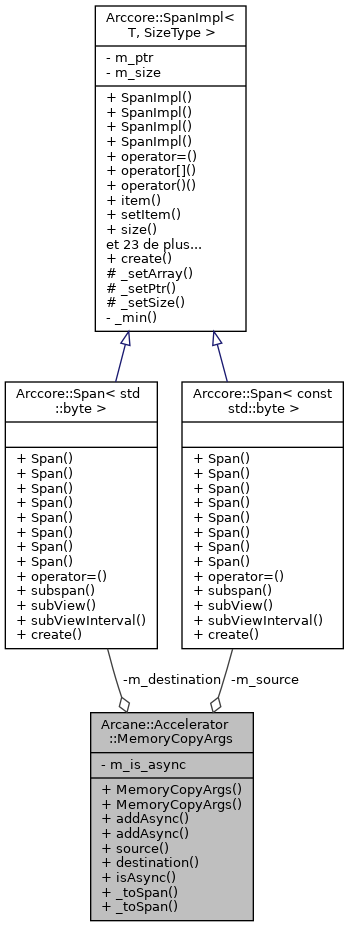 Arccore::SpanImpl<
T, SizeType >
- m_ptr
- m_size
+ SpanImpl()
+ SpanImpl()
+ SpanImpl()
+ SpanImpl()
+ operator=()
+ operator[]()
+ operator()()
+ item()
+ setItem()
+ size()
et 23 de plus...
+ create()
# _setArray()
# _setPtr()
# _setSize()
- _min()
Arccore::Span< std
::byte >
+ Span()
+ Span()
+ Span()
+ Span()
+ Span()
+ Span()
+ Span()
+ Span()
+ operator=()
+ subspan()
+ subView()
+ subViewInterval()
+ create()
Arccore::Span< const
std::byte >
+ Span()
+ Span()
+ Span()
+ Span()
+ Span()
+ Span()
+ Span()
+ Span()
+ operator=()
+ subspan()
+ subView()
+ subViewInterval()
+ create()
-m_destination
-m_source
Arcane::Accelerator
::MemoryCopyArgs
- m_is_async
+ MemoryCopyArgs()
+ MemoryCopyArgs()
+ addAsync()
+ addAsync()
+ source()
+ destination()
+ isAsync()
+ _toSpan()
+ _toSpan()